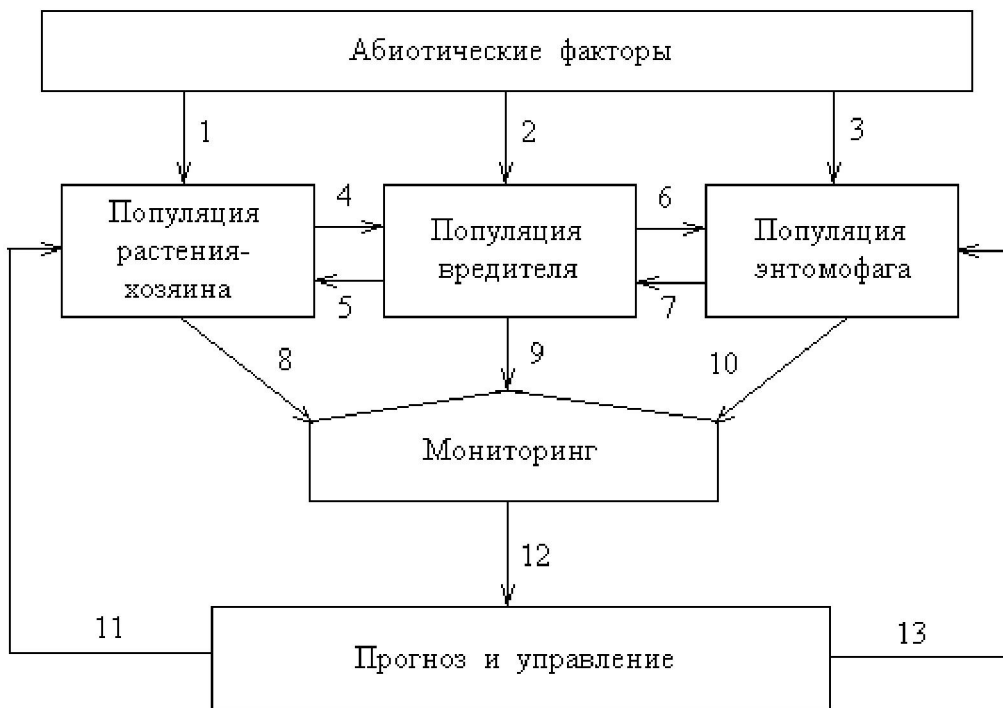 Абиотические факторы
1
2
3
Популяция
растения-
хозяина
4
5
Популяция
вредителя
6
7
Популяция
энтомофага
8
9
10
Мониторинг
12
11
Прогноз и управление
13